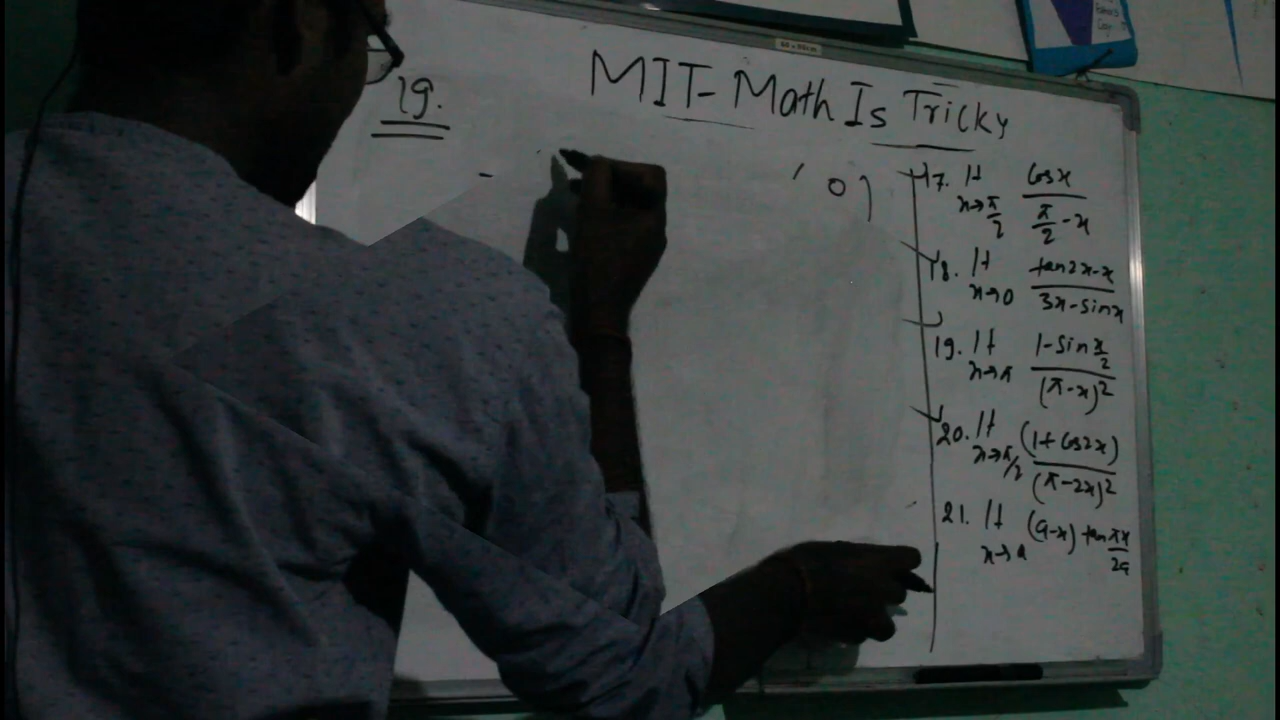 MIT-Math Is Tricky
19.
17. lt x→π/2 cosx / (π/2 - x)
18. lt x→0 tan2x-x / 3x-sinx
19. lt x→π 1-sin x/2 / (π-x)²
20. lt x→π/2 (1+cos2x) / (π-2x)²
21. lt x→a (a-x) tan πx/2a